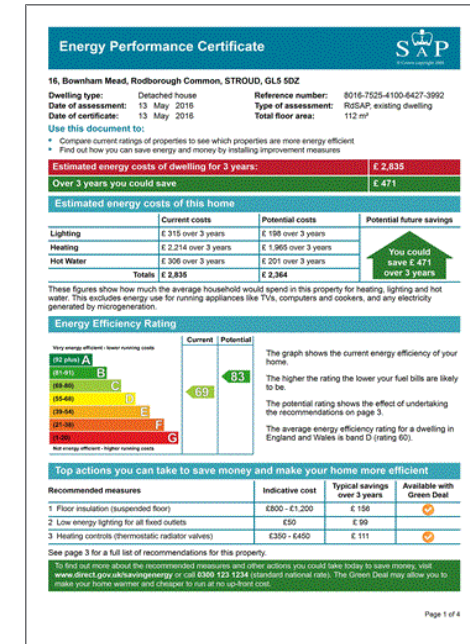 Energy Performance Certificate
SAP
16, Bownham Mead, Rodborough Common, STROUD, GL5 5DZ
Dwelling type: Detached house Reference number: 8016-7525-4100-6427-3992
Date of assessment: 13 May 2016 Type of assessment: RdSAP, existing dwelling
Date of certificate: 13 May 2016 Total floor area: 112 m²
Use this document to:
• Compare current ratings of properties to see which properties are more energy efficient
• Find out how you can save energy and money by installing improvement measures
Estimated energy costs of dwelling for 3 years: £ 2,835
Over 3 years you could save £ 471
Estimated energy costs of this home
Current costs Potential costs Potential future savings
Lighting £ 315 over 3 years £ 198 over 3 years
Heating £ 2,214 over 3 years £ 1,965 over 3 years
Hot Water £ 306 over 3 years £ 201 over 3 years
Totals £ 2,835 £ 2,364
You could
save £ 471
over 3 years
These figures show how much the average household would spend in this property for heating, lighting and hot
water. This excludes energy use for running appliances like TVs, computers and cookers, and any electricity
generated by microgeneration.
Energy Efficiency Rating
Current Potential
Very energy efficient - lower running costs
(92 plus) A
(81-91) B
(69-80) C
(55-68) D
(39-54) E
(21-38) F
(1-20) G
Not energy efficient - higher running costs
69
83
The graph shows the current energy efficiency of your
home.
The higher the rating the lower your fuel bills are likely
to be.
The potential rating shows the effect of undertaking
the recommendations on page 3.
The average energy efficiency rating for a dwelling in
England and Wales is band D (rating 60).
Top actions you can take to save money and make your home more efficient
Recommended measures Indicative cost Typical savings over 3 years Available with Green Deal
1 Floor insulation (suspended floor) £800 - £1,200 £ 156
2 Low energy lighting for all fixed outlets £50 £ 99
3 Heating controls (thermostatic radiator valves) £350 - £450 £ 111
See page 3 for a full list of recommendations for this property.
To find out more about the recommended measures and other actions you could take today to save money, visit
www.direct.gov.uk/savingenergy or call 0300 123 1234 (standard national rate). The Green Deal may allow you to
make your home warmer and cheaper to run at no up-front cost.
Page 1 of 4